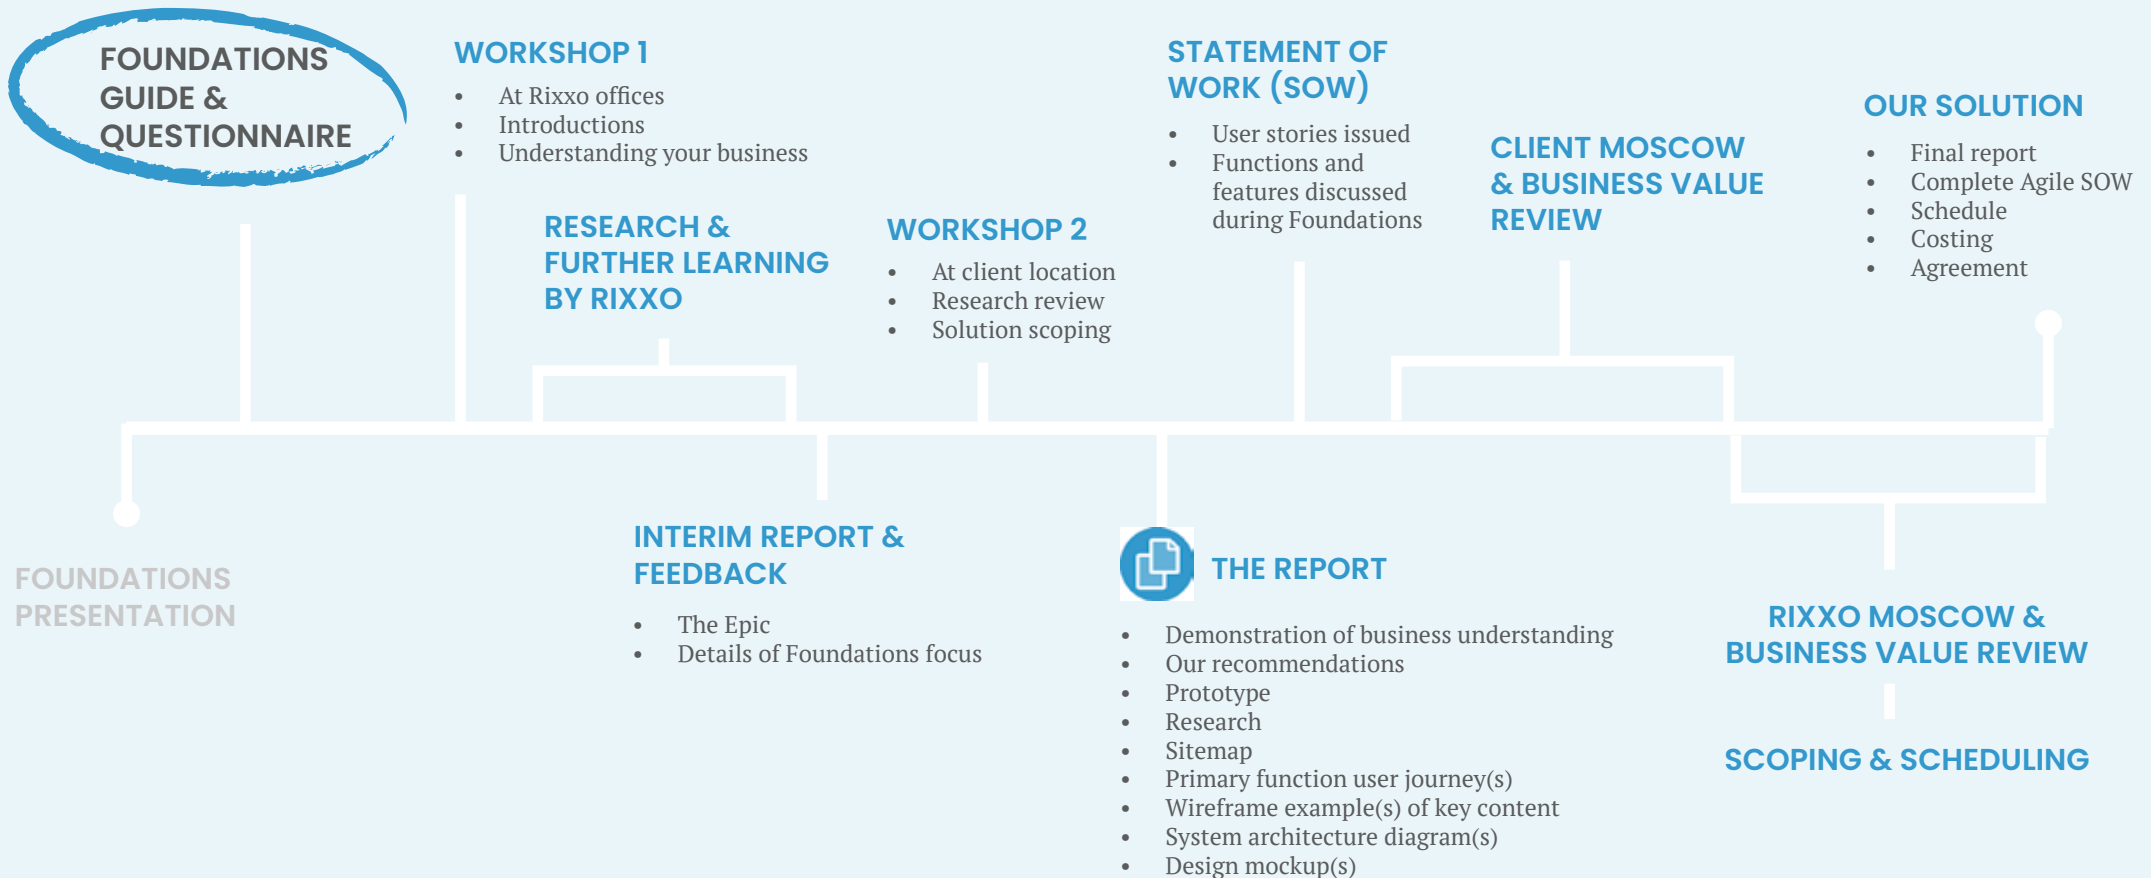 FOUNDATIONS
GUIDE &
QUESTIONNAIRE
WORKSHOP 1
• At Rixxo offices
• Introductions
• Understanding your business
RESEARCH &
FURTHER LEARNING
BY RIXXO
WORKSHOP 2
• At client location
• Research review
• Solution scoping
STATEMENT OF
WORK (SOW)
• User stories issued
• Functions and
features discussed
during Foundations
CLIENT MOSCOW
& BUSINESS VALUE
REVIEW
OUR SOLUTION
• Final report
• Complete Agile SOW
• Schedule
• Costing
• Agreement
FOUNDATIONS
PRESENTATION
INTERIM REPORT &
FEEDBACK
• The Epic
• Details of Foundations focus
THE REPORT
• Demonstration of business understanding
• Our recommendations
• Prototype
• Research
• Sitemap
• Primary function user journey(s)
• Wireframe example(s) of key content
• System architecture diagram(s)
• Design mockup(s)
RIXXO MOSCOW &
BUSINESS VALUE REVIEW
SCOPING & SCHEDULING